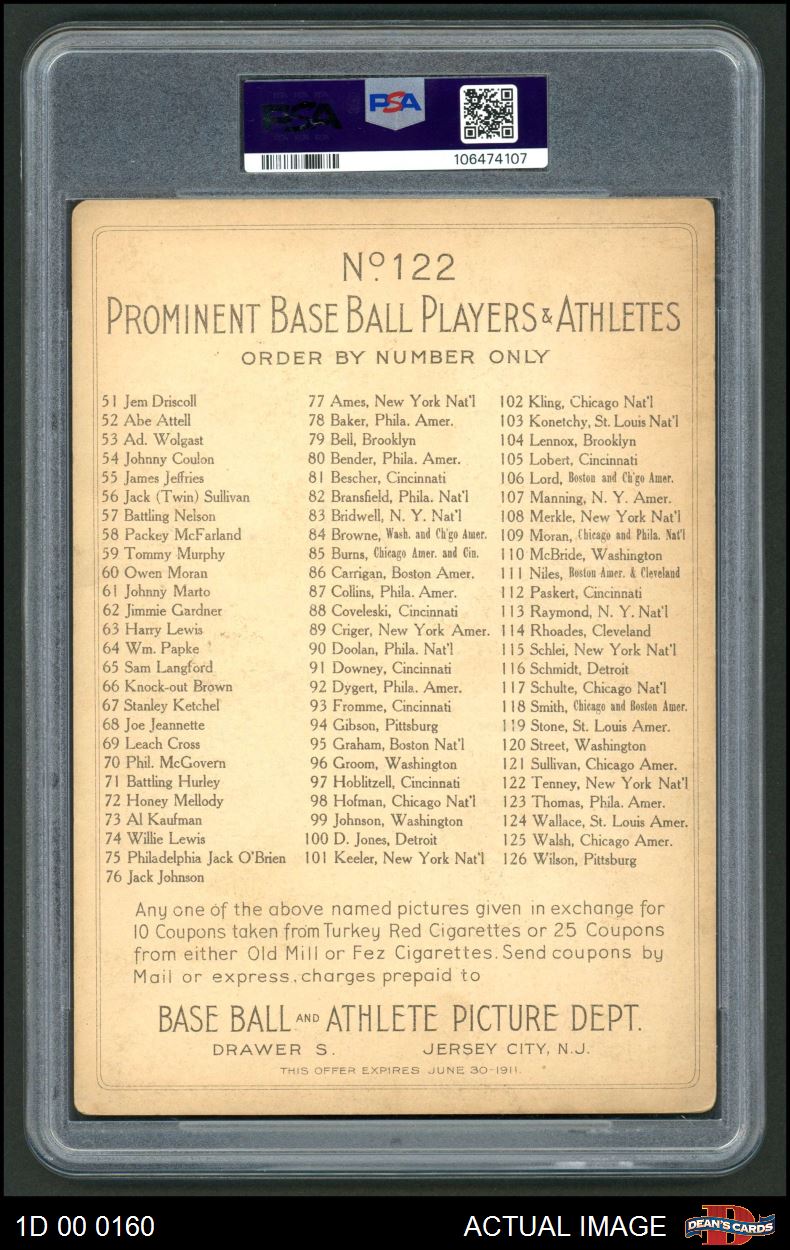 PSA
PSA
106474107
Nº 122
PROMINENT BASE BALL PLAYERS & ATHLETES
ORDER BY NUMBER ONLY
51 Jem Driscoll
52 Abe Attell
53 Ad. Wolgast
54 Johnny Coulon
55 James Jeffries
56 Jack (Twin) Sullivan
57 Battling Nelson
58 Packey McFarland
59 Tommy Murphy
60 Owen Moran
61 Johnny Marto
62 Jimmie Gardner
63 Harry Lewis
64 Wm. Papke
65 Sam Langford
66 Knock-out Brown
67 Stanley Ketchel
68 Joe Jeannette
69 Leach Cross
70 Phil. McGovern
71 Battling Hurley
72 Honey Mellody
73 Al Kaufman
74 Willie Lewis
75 Philadelphia Jack O'Brien
76 Jack Johnson
77 Ames, New York Nat'l
78 Baker, Phila. Amer.
79 Bell, Brooklyn
80 Bender, Phila. Amer.
81 Bescher, Cincinnati
82 Bransfield, Phila. Nat'l
83 Bridwell, N. Y. Nat'l
84 Browne, Wash. and Ch'go Amer.
85 Burns, Chicago Amer. and Cin.
86 Carrigan, Boston Amer.
87 Collins, Phila. Amer.
88 Coveleski, Cincinnati
89 Criger, New York Amer.
90 Doolan, Phila. Nat'l
91 Downey, Cincinnati
92 Dygert, Phila. Amer.
93 Fromme, Cincinnati
94 Gibson, Pittsburg
95 Graham, Boston Nat'l
96 Groom, Washington
97 Hoblitzell, Cincinnati
98 Hofman, Chicago Nat'l
99 Johnson, Washington
100 D. Jones, Detroit
101 Keeler, New York Nat'l
102 Kling, Chicago Nat'l
103 Konetchy, St. Louis Nat'l
104 Lennox, Brooklyn
105 Lobert, Cincinnati
106 Lord, Boston and Ch'go Amer.
107 Manning, N. Y. Amer.
108 Merkle, New York Nat'l
109 Moran, Chicago and Phila. Nat'l
110 McBride, Washington
111 Niles, Boston Amer. & Cleveland
112 Paskert, Cincinnati
113 Raymond, N. Y. Nat'l
114 Rhoades, Cleveland
115 Schlei, New York Nat'l
116 Schmidt, Detroit
117 Schulte, Chicago Nat'l
118 Smith, Chicago and Boston Amer.
119 Stone, St. Louis Amer.
120 Street, Washington
121 Sullivan, Chicago Amer.
122 Tenney, New York Nat'l
123 Thomas, Phila. Amer.
124 Wallace, St. Louis Amer.
125 Walsh, Chicago Amer.
126 Wilson, Pittsburg
Any one of the above named pictures given in exchange for
10 Coupons taken from Turkey Red Cigarettes or 25 Coupons
from either Old Mill or Fez Cigarettes. Send coupons by
Mail or express, charges prepaid to
BASE BALL AND ATHLETE PICTURE DEPT.
DRAWER S. JERSEY CITY, N.J.
THIS OFFER EXPIRES JUNE 30-1911.
1D 00 0160
ACTUAL IMAGE
DEAN'S CARDS